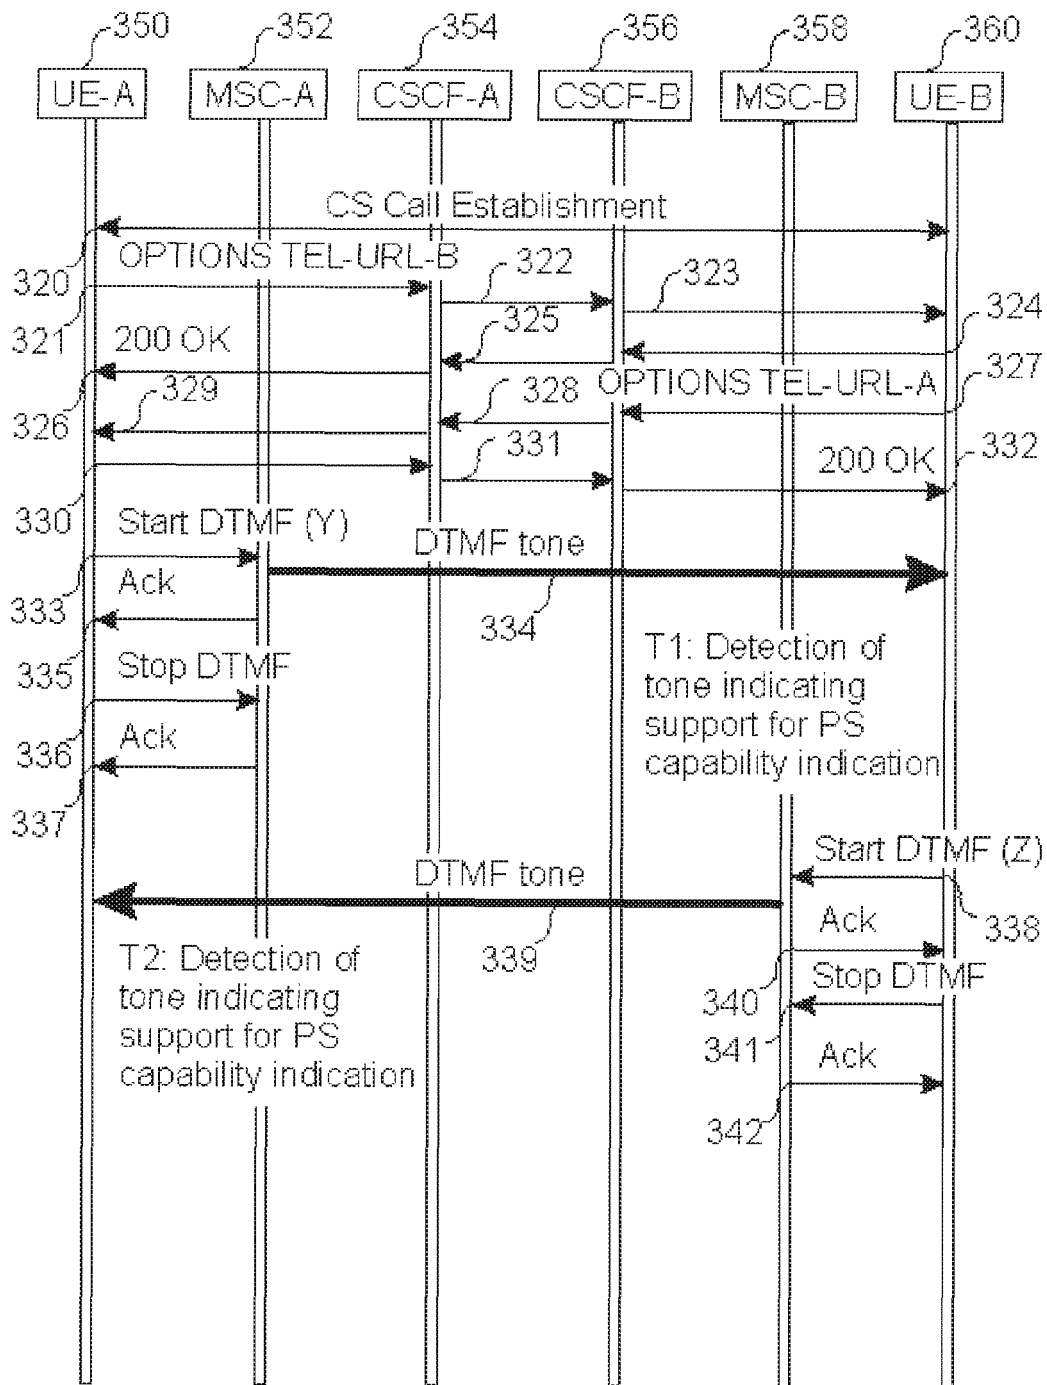 350 352 354 356 358 360
UE-A MSC-A CSCF-A CSCF-B MSC-B UE-B
CS Call Establishment
320
OPTIONS TEL-URL-B
322
323
321
324
200 OK
325
OPTIONS TEL-URL-A
327
326
329
328
331
200 OK
332
330
Start DTMF (Y)
DTMF tone
333
Ack
334
335
Stop DTMF
T1: Detection of
tone indicating
support for PS
capability indication
336
Ack
337
Start DTMF (Z)
DTMF tone
338
339
Ack
T2: Detection of
tone indicating
support for PS
capability indication
340
Stop DTMF
341
Ack
342